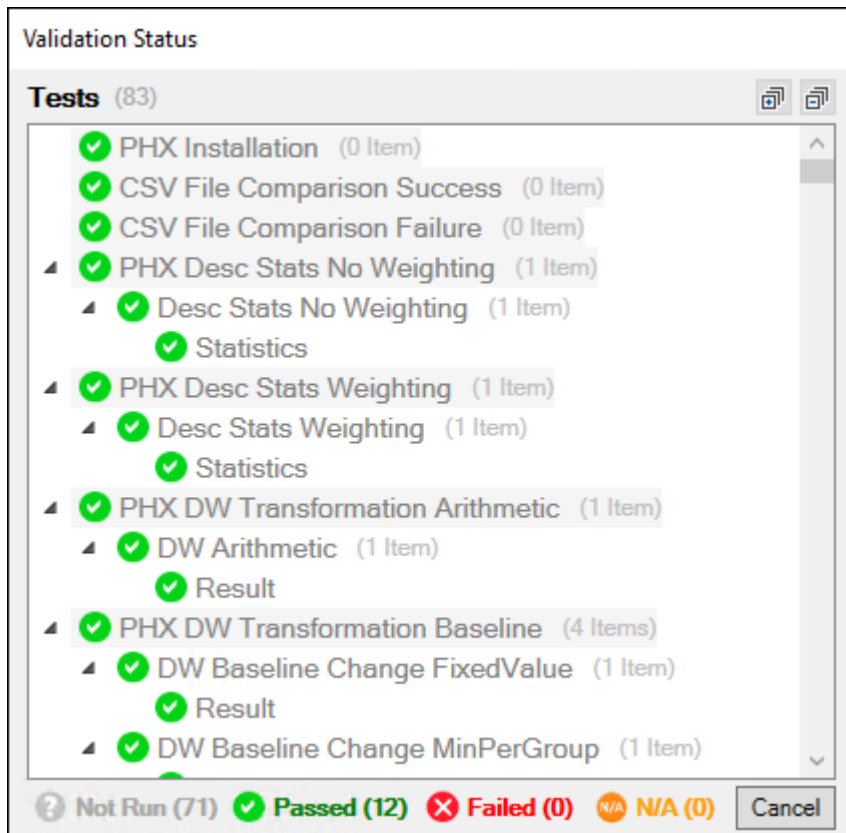 Validation Status
Tests (83)
PHX Installation (0 Item)
CSV File Comparison Success (0 Item)
CSV File Comparison Failure (0 Item)
PHX Desc Stats No Weighting (1 Item)
Desc Stats No Weighting (1 Item)
Statistics
PHX Desc Stats Weighting (1 Item)
Desc Stats Weighting (1 Item)
Statistics
PHX DW Transformation Arithmetic (1 Item)
DW Arithmetic (1 Item)
Result
PHX DW Transformation Baseline (4 Items)
DW Baseline Change FixedValue (1 Item)
Result
DW Baseline Change MinPerGroup (1 Item)
? Not Run (71) Passed (12) Failed (0) N/A N/A (0) Cancel